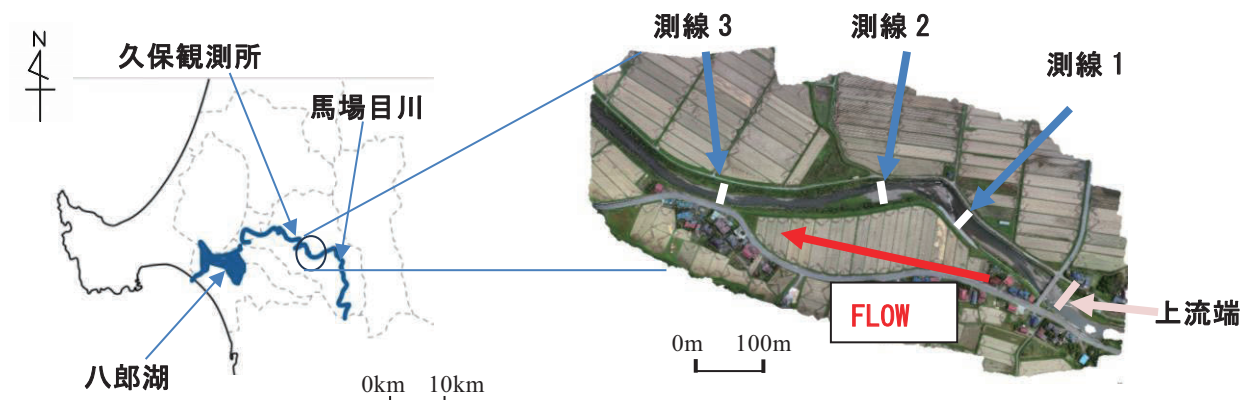 N
久保観測所
馬場目川
八郎湖
0km 10km
測線 3
測線 2
測線 1
FLOW
上流端
0m 100m